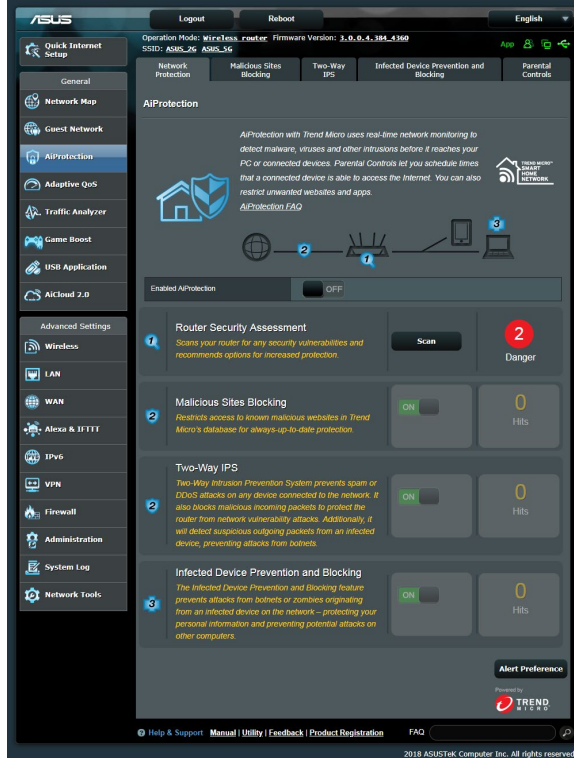 ASUS
Logout
Reboot
English
Quick Internet
Setup
Operation Mode: Wireless router Firmware Version: 3.0.0.4.384_4360
SSID: ASUS_2G ASUS_5G
App
General
Network Map
Guest Network
AiProtection
Adaptive QoS
Traffic Analyzer
Game Boost
USB Application
AiCloud 2.0
Advanced Settings
Wireless
LAN
WAN
Alexa & IFTTT
IPv6
VPN
Firewall
Administration
System Log
Network Tools
Network
Protection
Malicious Sites
Blocking
Two-Way
IPS
Infected Device Prevention and
Blocking
Parental
Controls
AiProtection
AiProtection with Trend Micro uses real-time network monitoring to
detect malware, viruses and other intrusions before it reaches your
PC or connected devices. Parental Controls let you schedule times
that a connected device is able to access the Internet. You can also
restrict unwanted websites and apps.
AiProtection FAQ
TREND MICRO™
SMART
HOME
NETWORK
2
1
3
Enabled AiProtection
OFF
1
Router Security Assessment
Scans your router for any security vulnerabilities and
recommends options for increased protection.
Scan
2
Danger
2
Malicious Sites Blocking
Restricts access to known malicious websites in Trend
Micro's database for always-up-to-date protection.
ON
0
Hits
2
Two-Way IPS
Two-Way Intrusion Prevention System prevents spam or
DDoS attacks on any device connected to the network. It
also blocks malicious incoming packets to protect the
router from network vulnerability attacks. Additionally, it
will detect suspicious outgoing packets from an infected
device, preventing attacks from botnets.
ON
0
Hits
3
Infected Device Prevention and Blocking
The Infected Device Prevention and Blocking feature
prevents attacks from botnets or zombies originating
from an infected device on the network – protecting your
personal information and preventing potential attacks on
other computers.
ON
0
Hits
Alert Preference
Powered by
TREND
MICRO
Help & Support
Manual | Utility | Feedback | Product Registration
FAQ
2018 ASUSTeK Computer Inc. All rights reserved